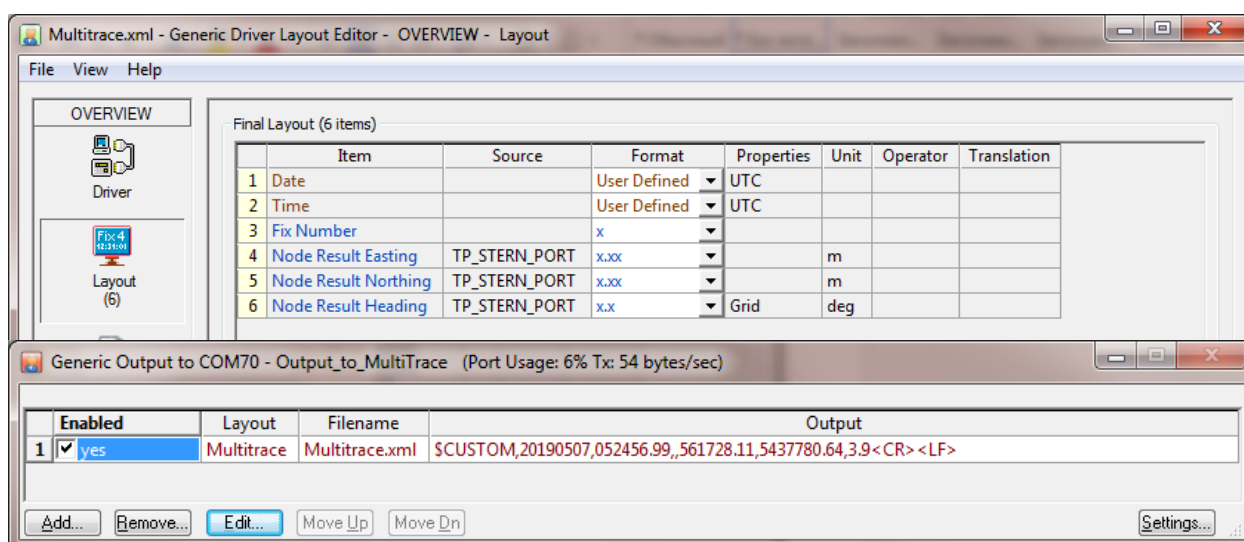 Multitrace.xml - Generic Driver Layout Editor - OVERVIEW - Layout
File View Help
OVERVIEW
Driver
Fix 4
12:31:01
Layout
(6)
Final Layout (6 items)
Item Source Format Properties Unit Operator Translation
1 Date User Defined UTC
2 Time User Defined UTC
3 Fix Number x
4 Node Result Easting TP_STERN_PORT x.xx m
5 Node Result Northing TP_STERN_PORT x.xx m
6 Node Result Heading TP_STERN_PORT x.x Grid deg
Generic Output to COM70 - Output_to_MultiTrace (Port Usage: 6% Tx: 54 bytes/sec)
Enabled Layout Filename Output
1 yes Multitrace Multitrace.xml $CUSTOM,20190507,052456.99,,561728.11,5437780.64,3.9<CR><LF>
Add... Remove... Edit... Move Up Move Dn Settings...